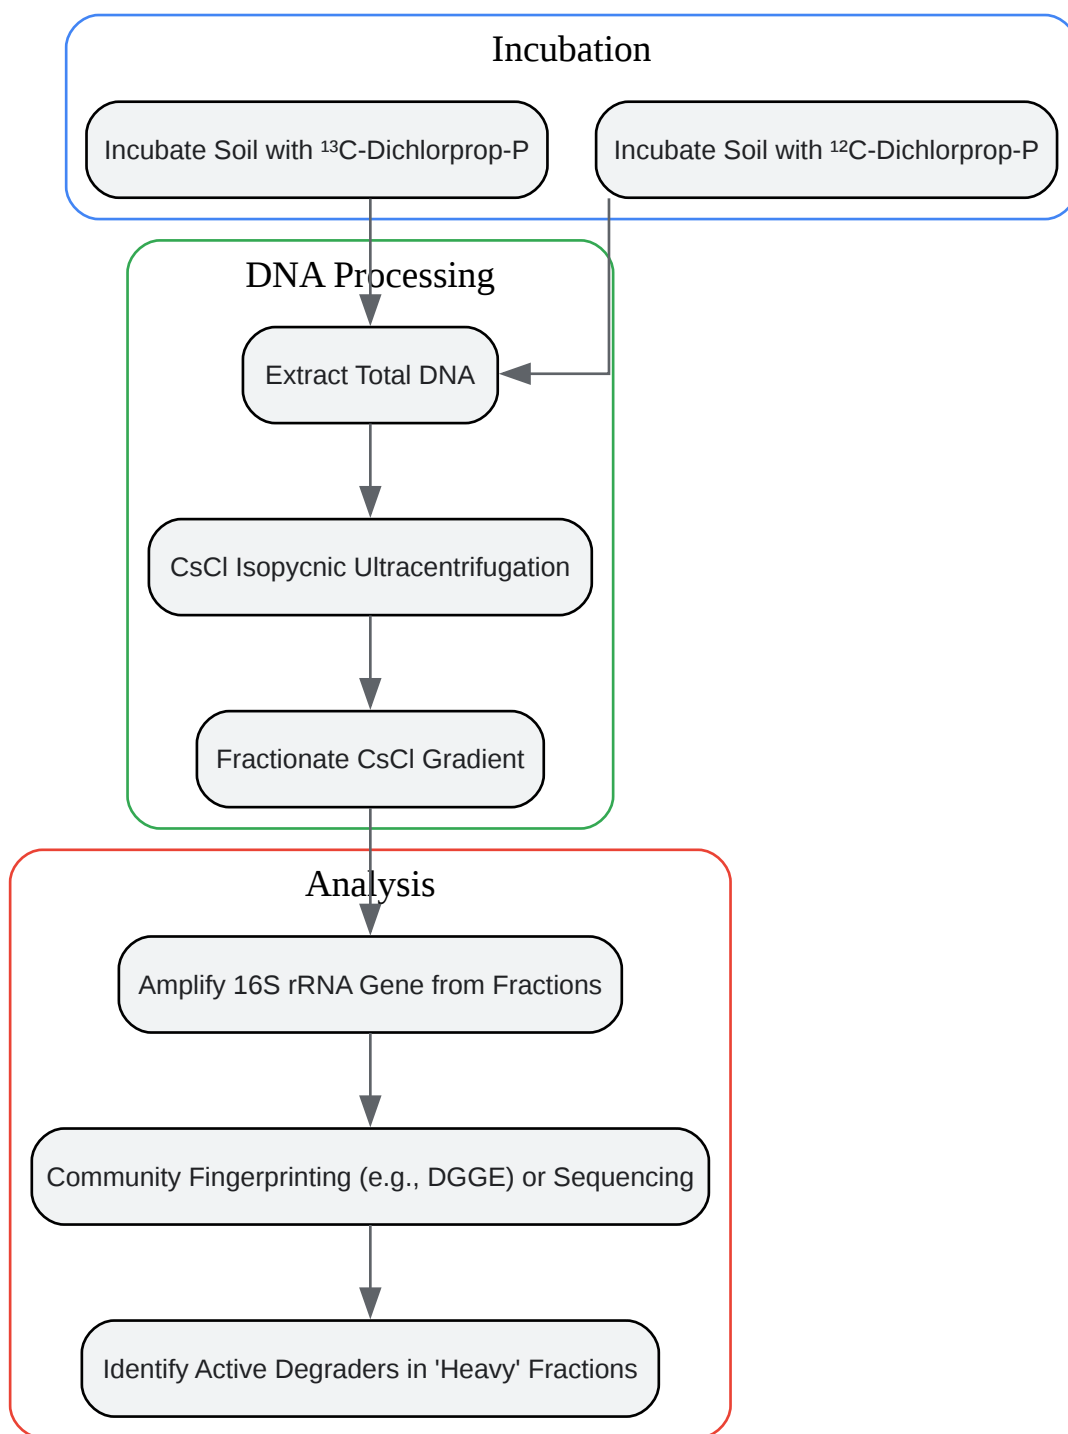 Incubation
Incubate Soil with ¹³C-Dichlorprop-P
Incubate Soil with ¹²C-Dichlorprop-P
DNA Processing
Extract Total DNA
CsCl Isopycnic Ultracentrifugation
Fractionate CsCl Gradient
Analysis
Amplify 16S rRNA Gene from Fractions
Community Fingerprinting (e.g., DGGE) or Sequencing
Identify Active Degraders in 'Heavy' Fractions